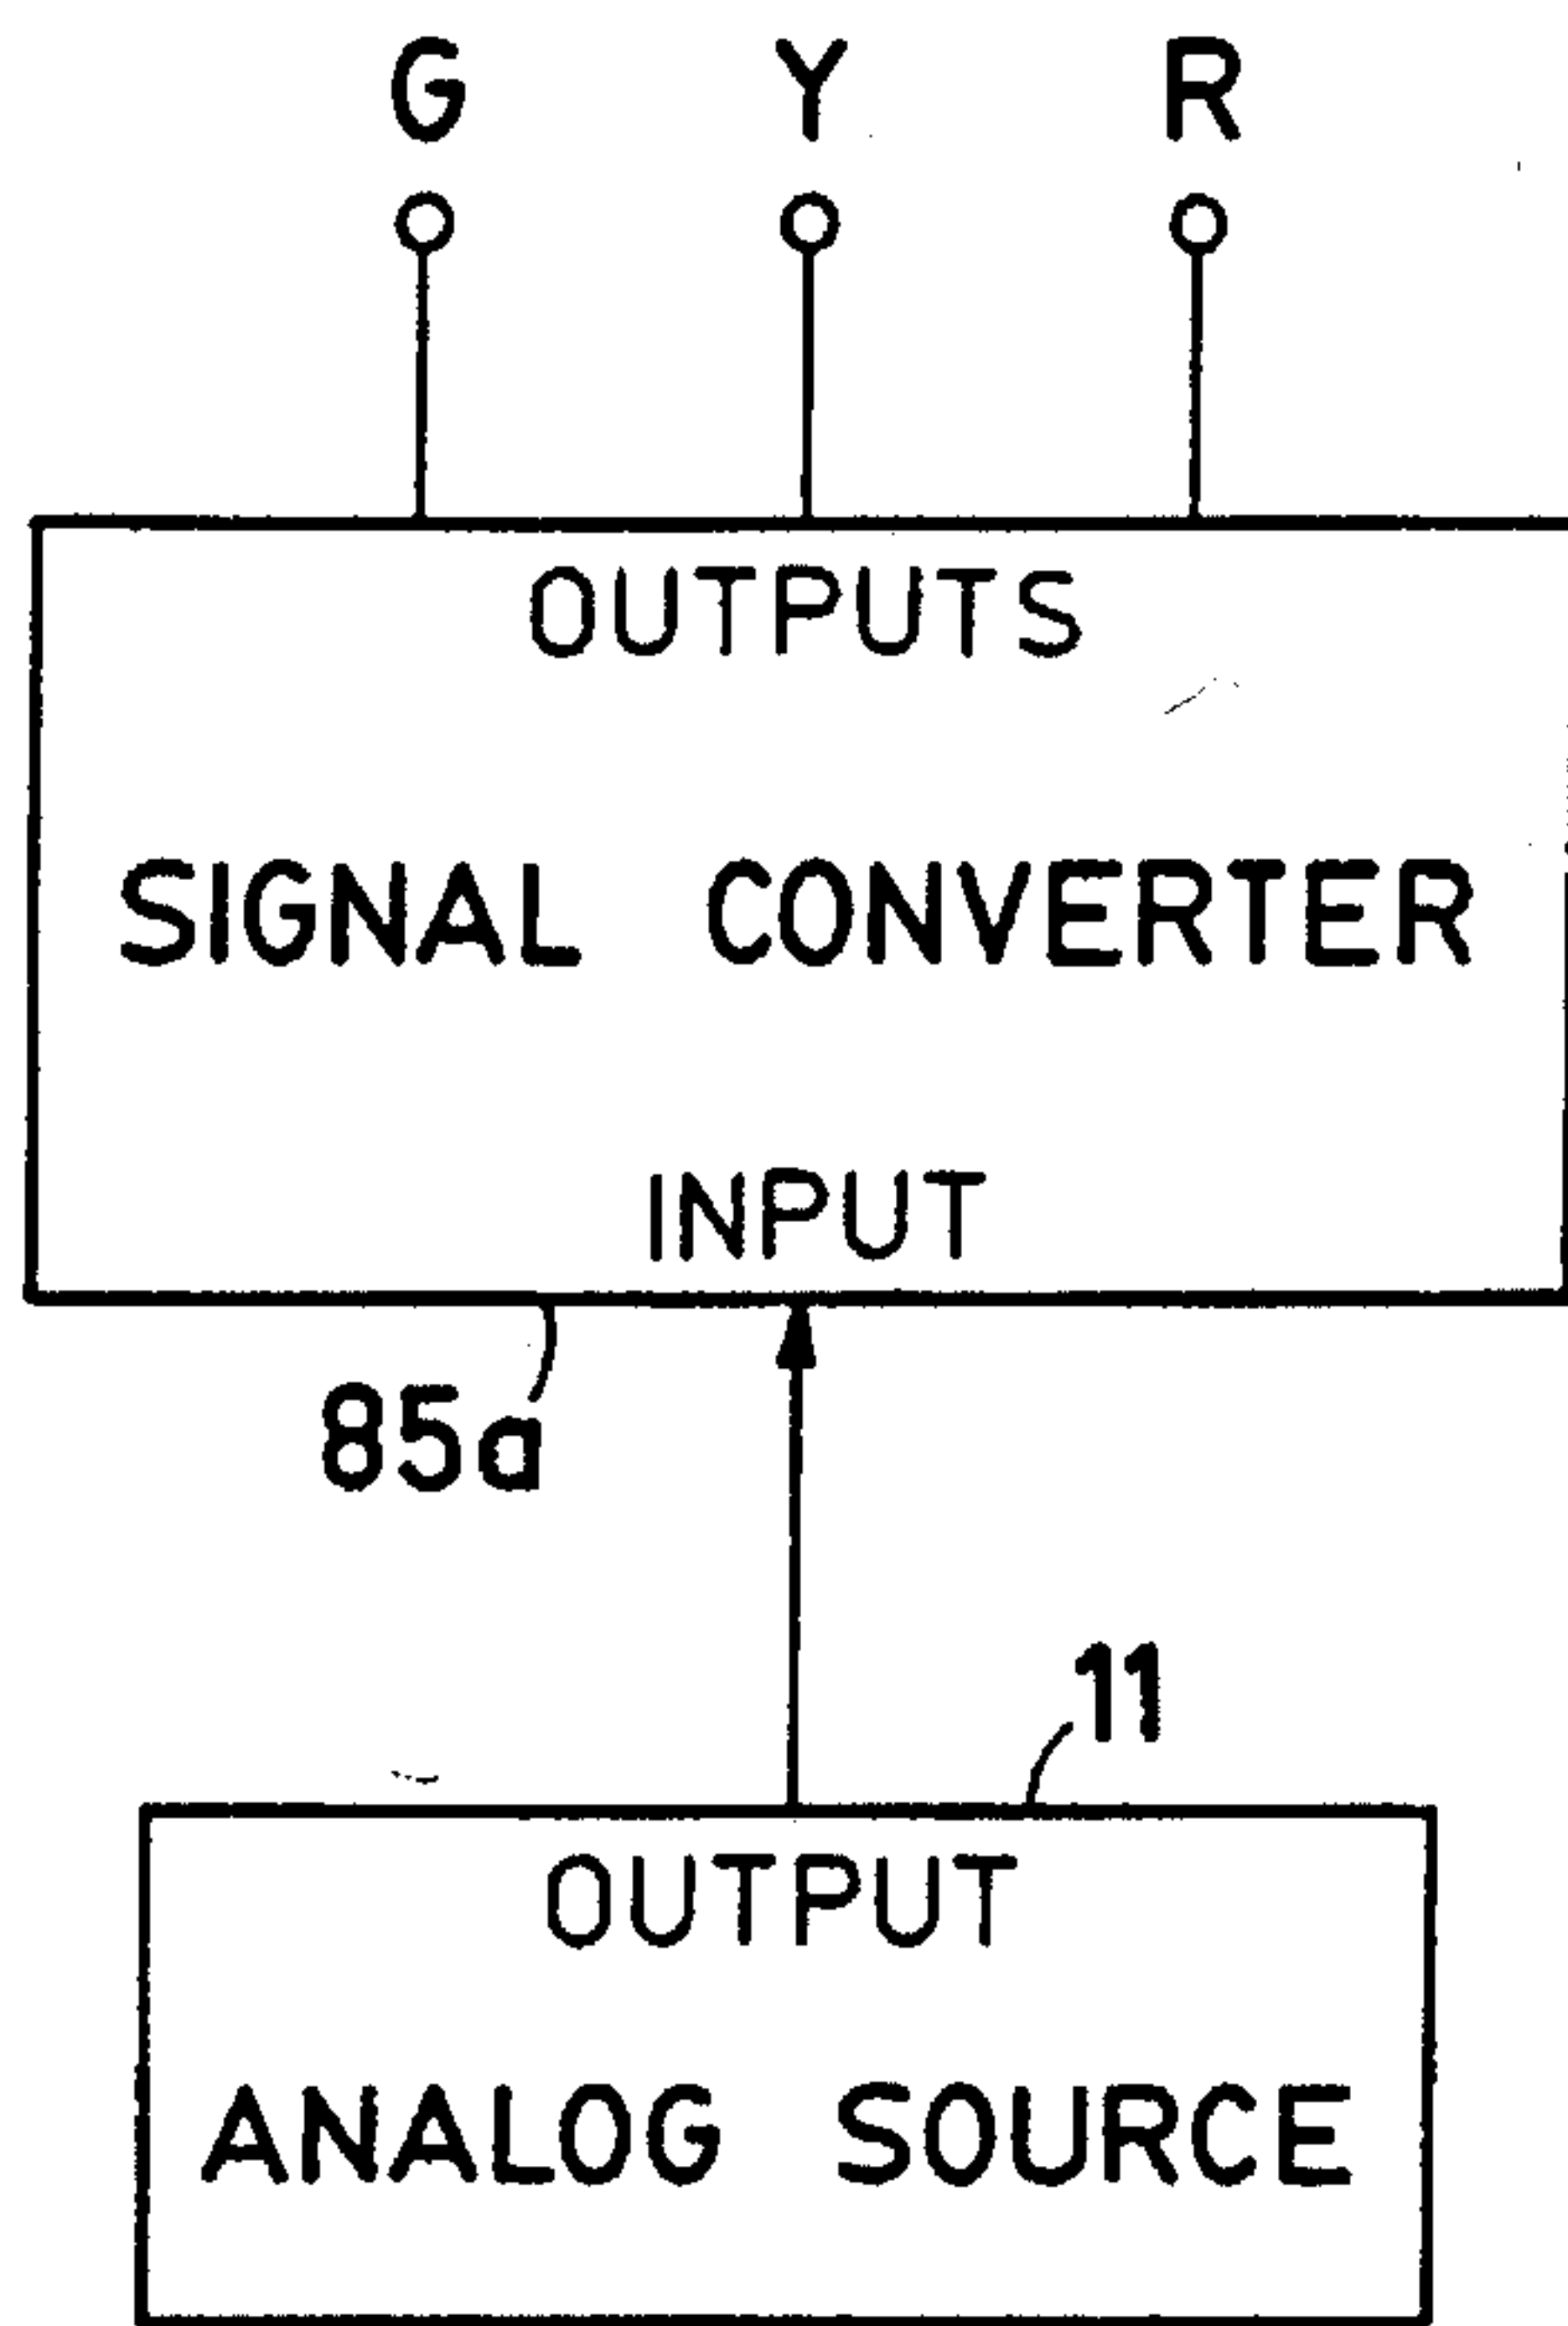 G Y R
OUTPUTS
SIGNAL CONVERTER
INPUT
85a
11
OUTPUT
ANALOG SOURCE